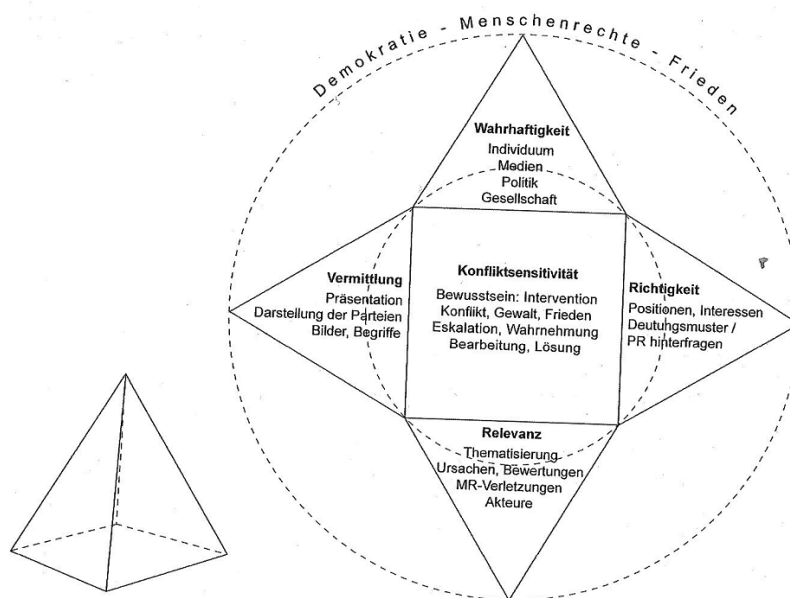 Demokratie - Menschenrechte - Frieden
Wahrhaftigkeit
Individuum
Medien
Politik
Gesellschaft
Vermittlung
Präsentation
Darstellung der Parteien
Bilder, Begriffe
Konfliktsensitivität
Bewusstsein: Intervention
Konflikt, Gewalt, Frieden
Eskalation, Wahrnehmung
Bearbeitung, Lösung
Richtigkeit
Positionen, Interessen
Deutungsmuster /
PR hinterfragen
Relevanz
Thematisierung
Ursachen, Bewertungen
MR-Verletzungen
Akteure